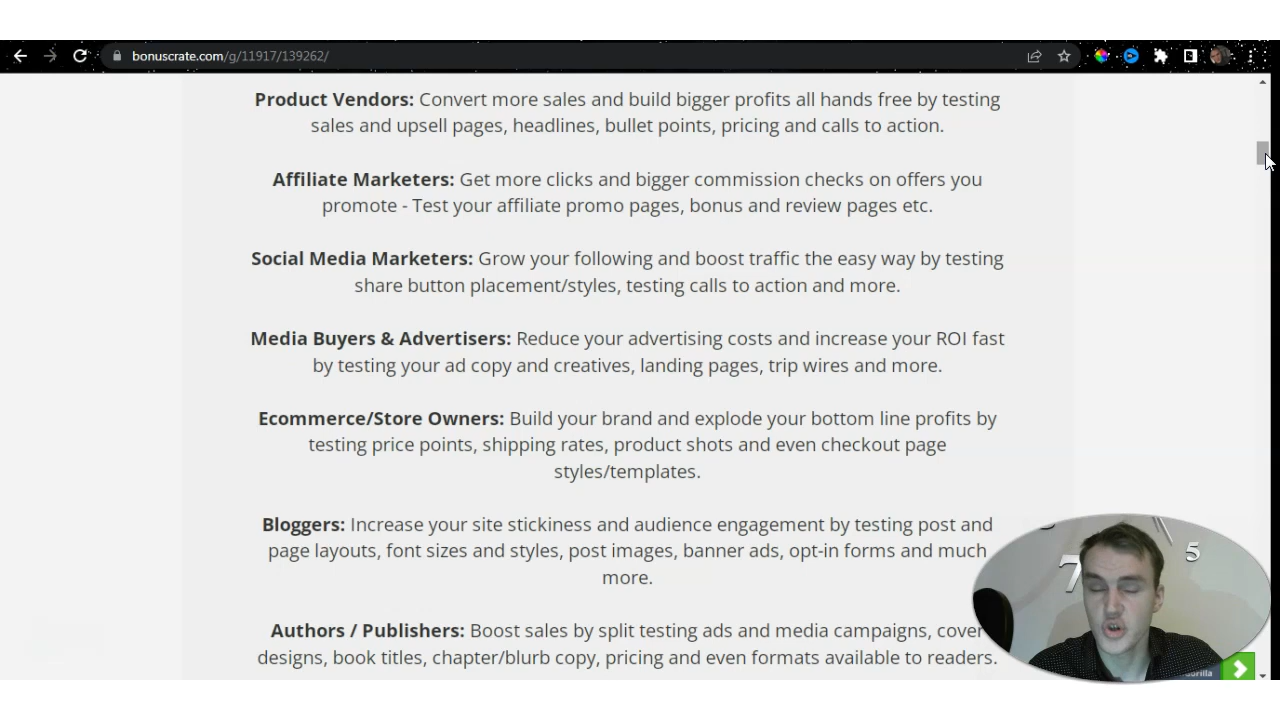 bonuscrate.com/g/11917/139262/
Product Vendors: Convert more sales and build bigger profits all hands free by testing
sales and upsell pages, headlines, bullet points, pricing and calls to action.
Affiliate Marketers: Get more clicks and bigger commission checks on offers you
promote - Test your affiliate promo pages, bonus and review pages etc.
Social Media Marketers: Grow your following and boost traffic the easy way by testing
share button placement/styles, testing calls to action and more.
Media Buyers & Advertisers: Reduce your advertising costs and increase your ROI fast
by testing your ad copy and creatives, landing pages, trip wires and more.
Ecommerce/Store Owners: Build your brand and explode your bottom line profits by
testing price points, shipping rates, product shots and even checkout page
styles/templates.
Bloggers: Increase your site stickiness and audience engagement by testing post and
page layouts, font sizes and styles, post images, banner ads, opt-in forms and much
more.
7 5
Authors / Publishers: Boost sales by split testing ads and media campaigns, cover
designs, book titles, chapter/blurb copy, pricing and even formats available to readers.